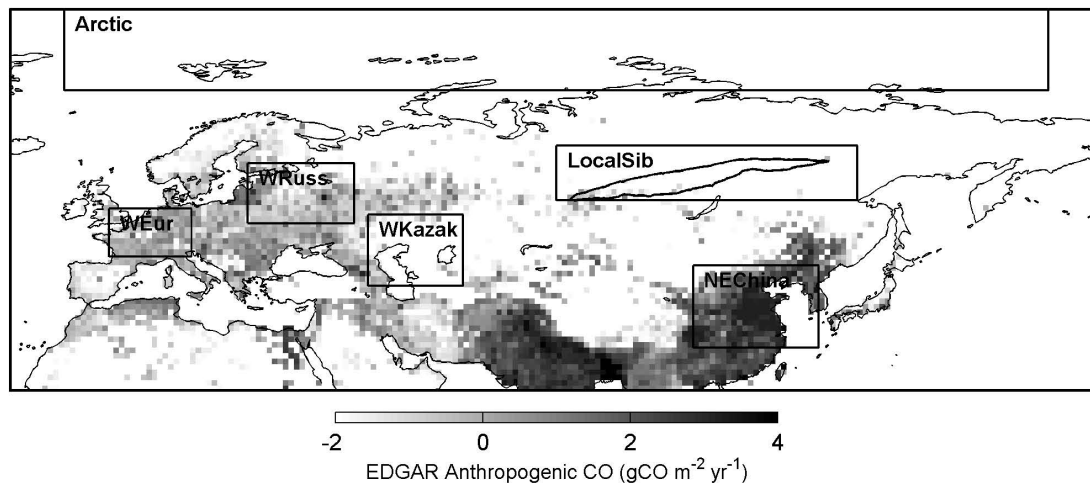 Arctic
LocalSib
WRuss
WEur
WKazak
NEChina
-2 0 2 4
EDGAR Anthropogenic CO (gCO m⁻² yr⁻¹)